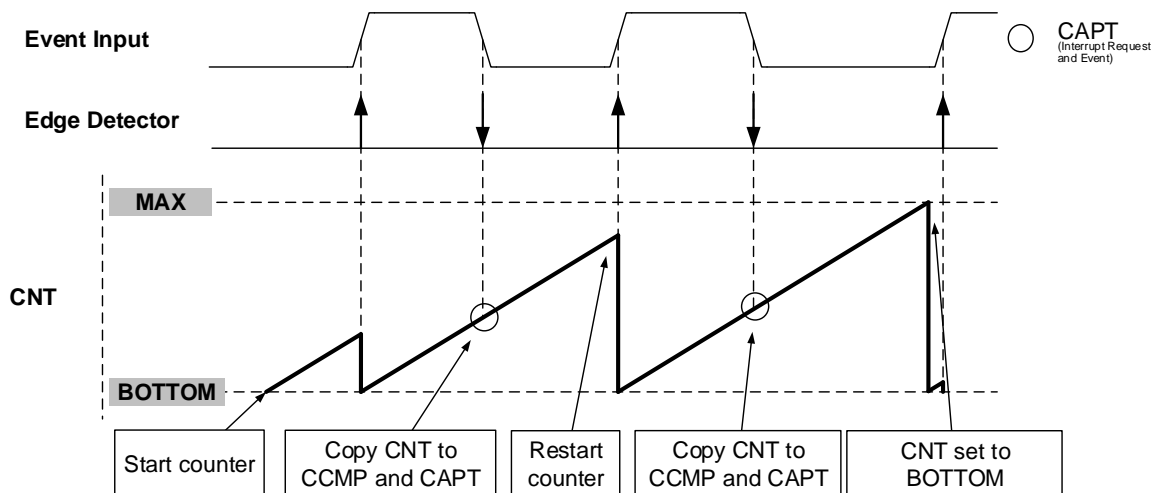 Event Input
CAPT
(Interrupt Request
and Event)
Edge Detector
MAX
CNT
BOTTOM
Start counter
Copy CNT to
CCMP and CAPT
Restart
counter
Copy CNT to
CCMP and CAPT
CNT set to
BOTTOM